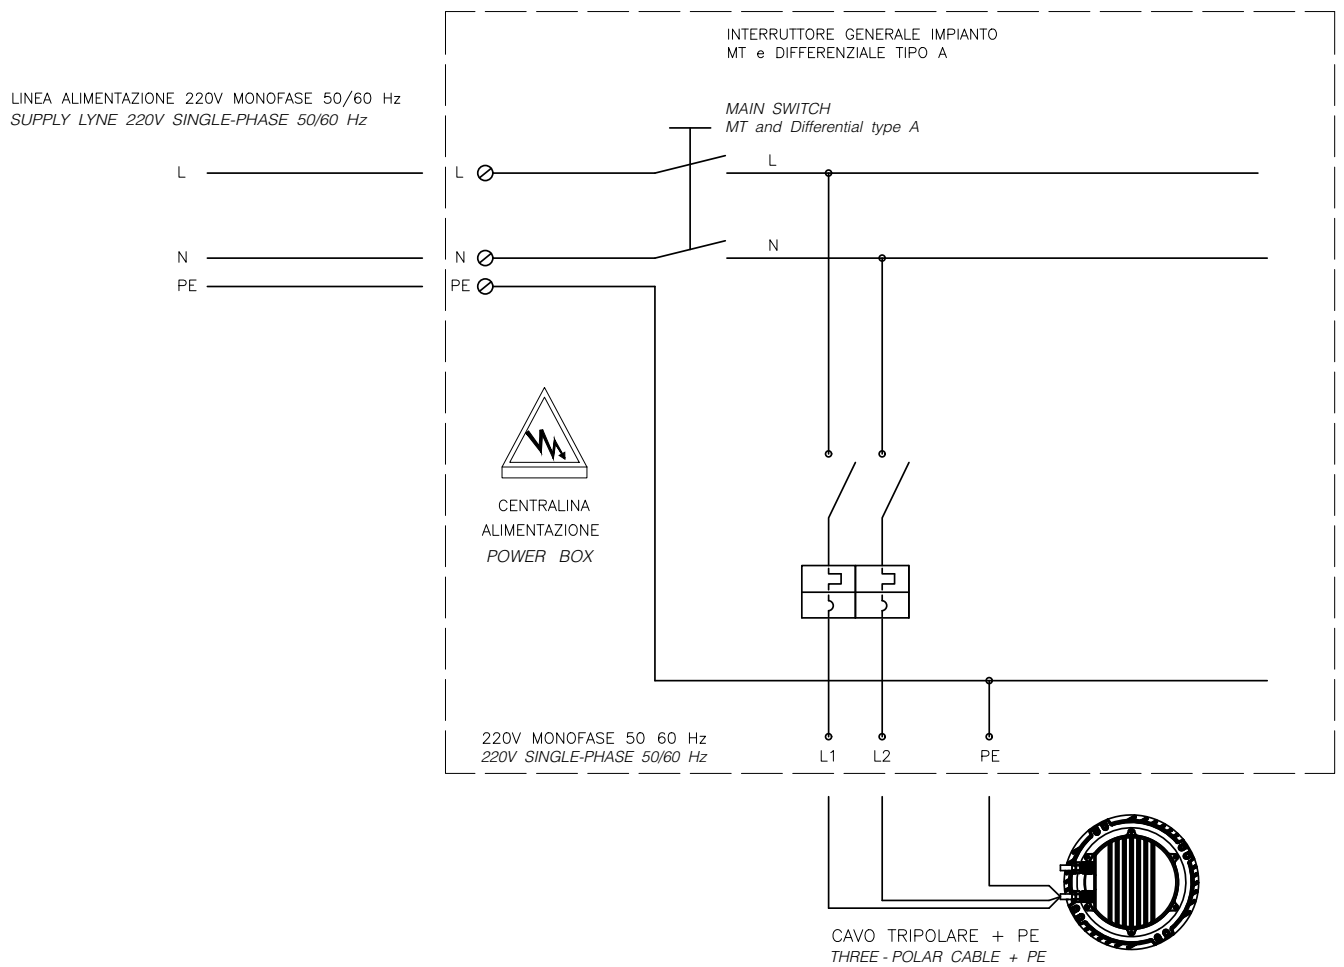 INTERRUTTORE GENERALE IMPIANTO
MT e DIFFERENZIALE TIPO A
LINEA ALIMENTAZIONE 220V MONOFASE 50/60 Hz
SUPPLY LYNE 220V SINGLE-PHASE 50/60 Hz
MAIN SWITCH
MT and Differential type A
L L L
N N N
PE PE
CENTRALINA
ALIMENTAZIONE
POWER BOX
220V MONOFASE 50 60 Hz
220V SINGLE-PHASE 50/60 Hz
L1 L2 PE
CAVO TRIPOLARE + PE
THREE - POLAR CABLE + PE